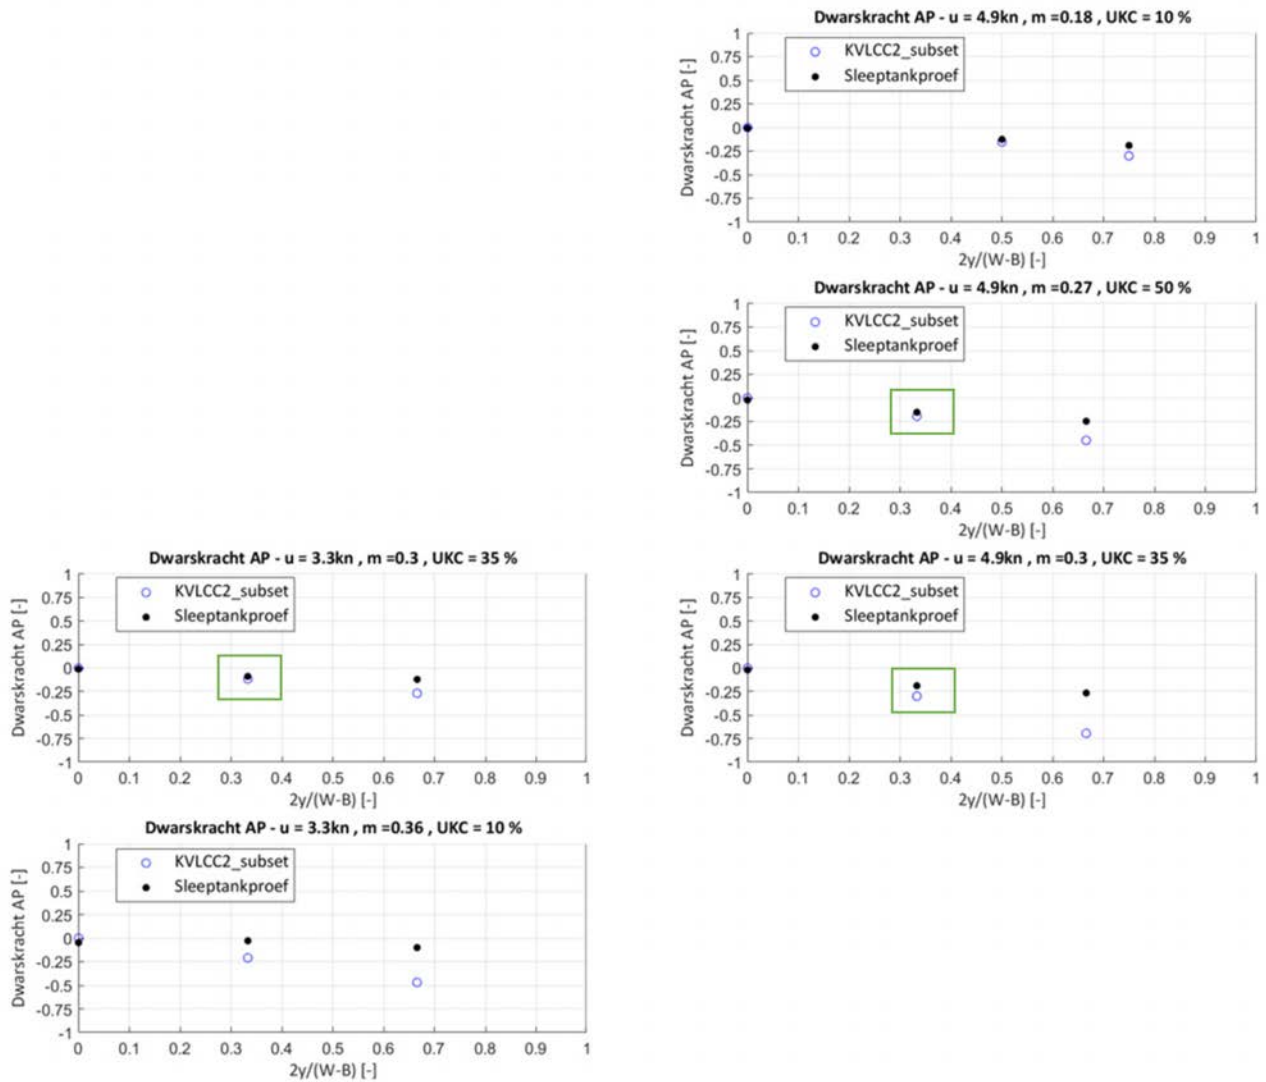 Dwarskracht AP - u = 4.9kn , m =0.18 , UKC = 10 %
1
0.75
0.5
0.25
0
-0.25
-0.5
-0.75
-1
Dwarskracht AP [-]
KVLCC2_subset
Sleeptankproef
0 0.1 0.2 0.3 0.4 0.5 0.6 0.7 0.8 0.9 1
2y/(W-B) [-]
Dwarskracht AP - u = 4.9kn , m =0.27 , UKC = 50 %
1
0.75
0.5
0.25
0
-0.25
-0.5
-0.75
-1
Dwarskracht AP [-]
KVLCC2_subset
Sleeptankproef
0 0.1 0.2 0.3 0.4 0.5 0.6 0.7 0.8 0.9 1
2y/(W-B) [-]
Dwarskracht AP - u = 3.3kn , m =0.3 , UKC = 35 %
1
0.75
0.5
0.25
0
-0.25
-0.5
-0.75
-1
Dwarskracht AP [-]
KVLCC2_subset
Sleeptankproef
0 0.1 0.2 0.3 0.4 0.5 0.6 0.7 0.8 0.9 1
2y/(W-B) [-]
Dwarskracht AP - u = 4.9kn , m =0.3 , UKC = 35 %
1
0.75
0.5
0.25
0
-0.25
-0.5
-0.75
-1
Dwarskracht AP [-]
KVLCC2_subset
Sleeptankproef
0 0.1 0.2 0.3 0.4 0.5 0.6 0.7 0.8 0.9 1
2y/(W-B) [-]
Dwarskracht AP - u = 3.3kn , m =0.36 , UKC = 10 %
1
0.75
0.5
0.25
0
-0.25
-0.5
-0.75
-1
Dwarskracht AP [-]
KVLCC2_subset
Sleeptankproef
0 0.1 0.2 0.3 0.4 0.5 0.6 0.7 0.8 0.9 1
2y/(W-B) [-]